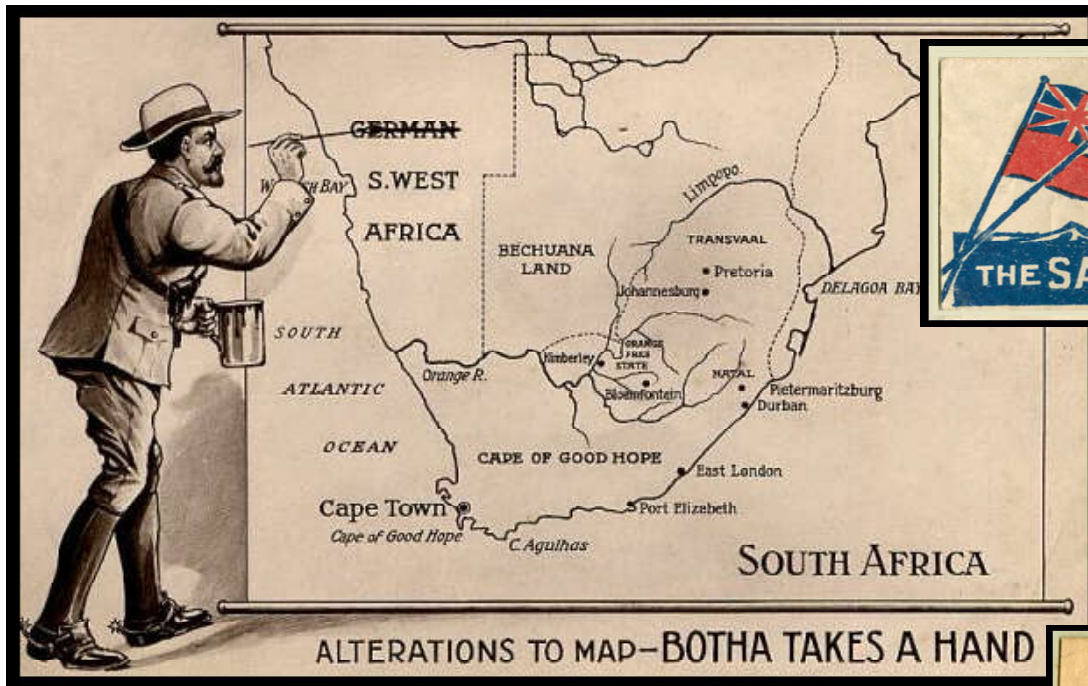 GERMAN
S.WEST
AFRICA
BAY
BECHUANA
LAND
Limpopo.
TRANSVAAL
Pretoria
Johannesburg
DELAGOA BAY
THE SA
SOUTH
ATLANTIC
OCEAN
Orange R.
Kimberley
ORANGE
FREE
STATE
Bloemfontein
NATAL
Pietermaritzburg
Durban
CAPE OF GOOD HOPE
East London
Cape Town
Cape of Good Hope
Port Elizabeth
C. Agulhas
SOUTH AFRICA
ALTERATIONS TO MAP-BOTHA TAKES A HAND